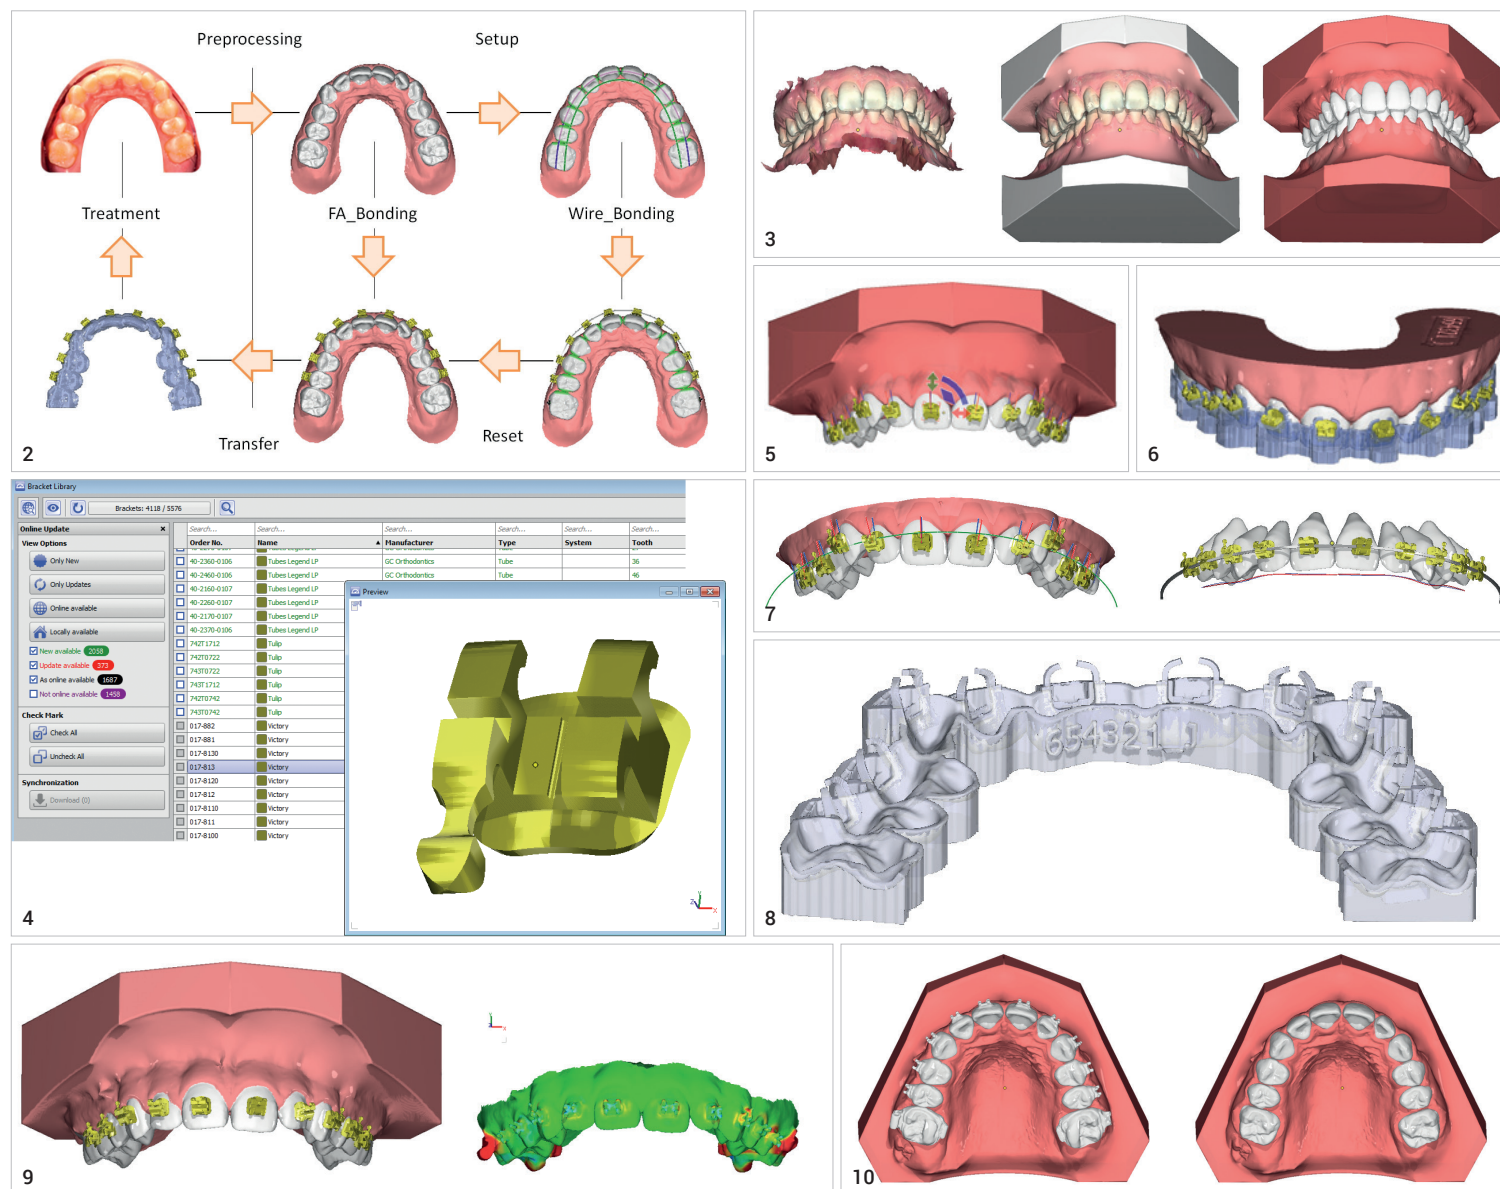 Preprocessing
Setup
Treatment
FA_Bonding
Wire_Bonding
Transfer
Reset
2
3
5
6
Bracket Library
Brackets: 4118 / 5576
Online Update
View Options
Only New
Only Updates
Online available
Locally available
New available 2058
Update available 373
As online available 1687
Not online available 1458
Check Mark
Check All
Uncheck All
Synchronization
Download (0)
Search... Search... Search... Search... Search... Search...
Order No. Name Manufacturer Type System Tooth
40-2360-0106 Tubes Legend LP GC Orthodontics Tube 36
40-2460-0106 Tubes Legend LP GC Orthodontics Tube 46
40-2160-0107 Tubes Legend LP
40-2260-0107 Tubes Legend LP
40-2170-0107 Tubes Legend LP
40-2370-0106 Tubes Legend LP
742T1712 Tulip
742T0722 Tulip
743T0722 Tulip
743T1712 Tulip
742T0742 Tulip
743T0742 Tulip
017-882 Victory
017-881 Victory
017-8130 Victory
017-813 Victory
017-8120 Victory
017-812 Victory
017-8110 Victory
017-811 Victory
017-8100 Victory
Preview
Y
X
4
7
654321
8
9
10